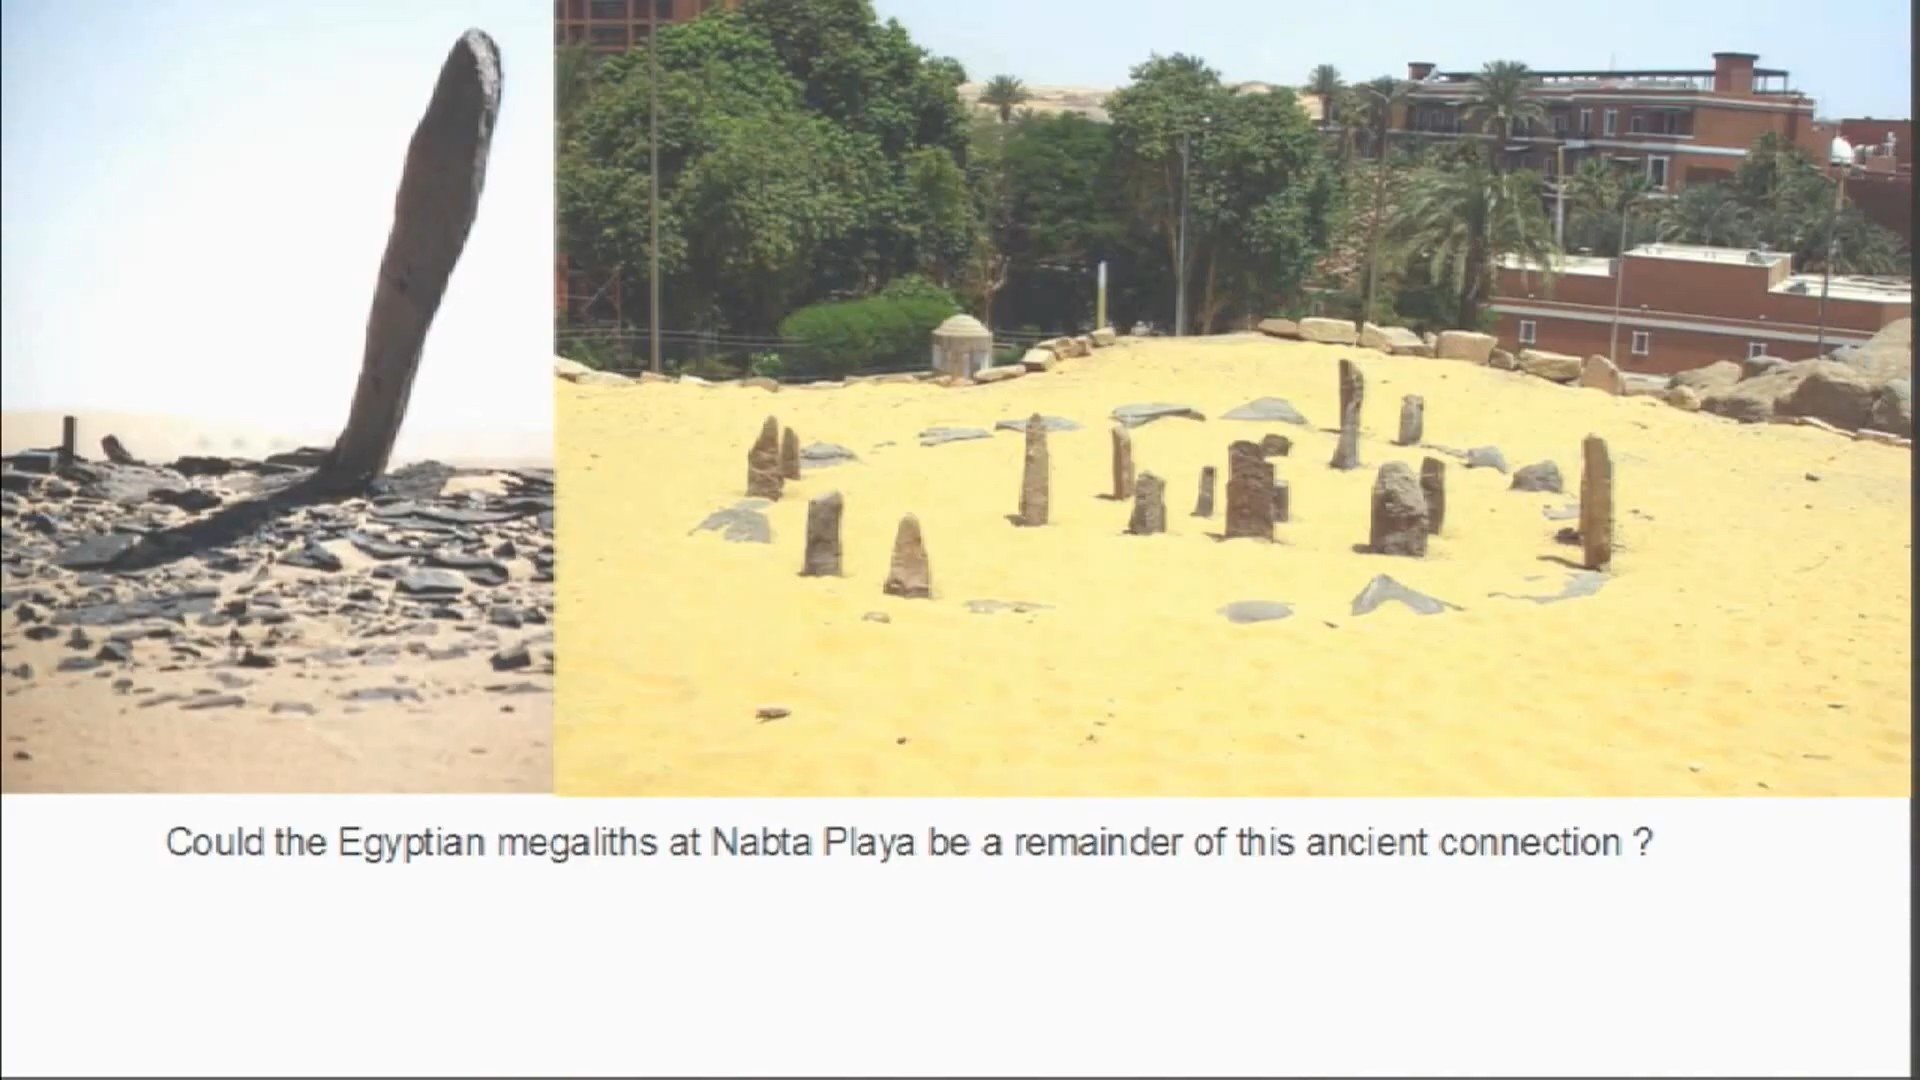 Could the Egyptian megaliths at Nabta Playa be a remainder of this ancient connection ?